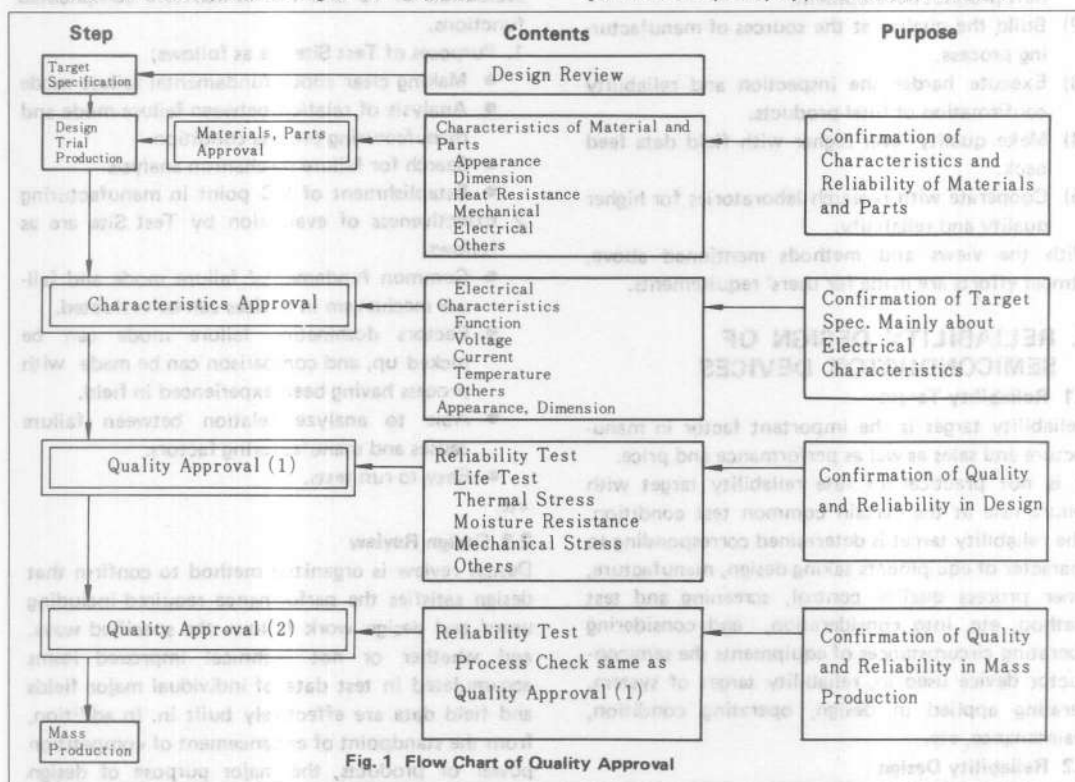 Step Contents Purpose
Target
Specification
Design Review
Design
Trial
Production
Materials, Parts
Approval
Characteristics of Material and
Parts
Appearance
Dimension
Heat Resistance
Mechanical
Electrical
Others
Confirmation of
Characteristics and
Reliability of Materials
and Parts
Characteristics Approval
Electrical
Characteristics
Function
Voltage
Current
Temperature
Others
Appearance, Dimension
Confirmation of Target
Spec. Mainly about
Electrical
Characteristics
Quality Approval (1)
Reliability Test
Life Test
Thermal Stress
Moisture Resistance
Mechanical Stress
Others
Confirmation of Quality
and Reliability in Design
Quality Approval (2)
Reliability Test
Process Check same as
Quality Approval (1)
Confirmation of Quality
and Reliability in Mass
Production
Mass
Production
Fig. 1 Flow Chart of Quality Approval